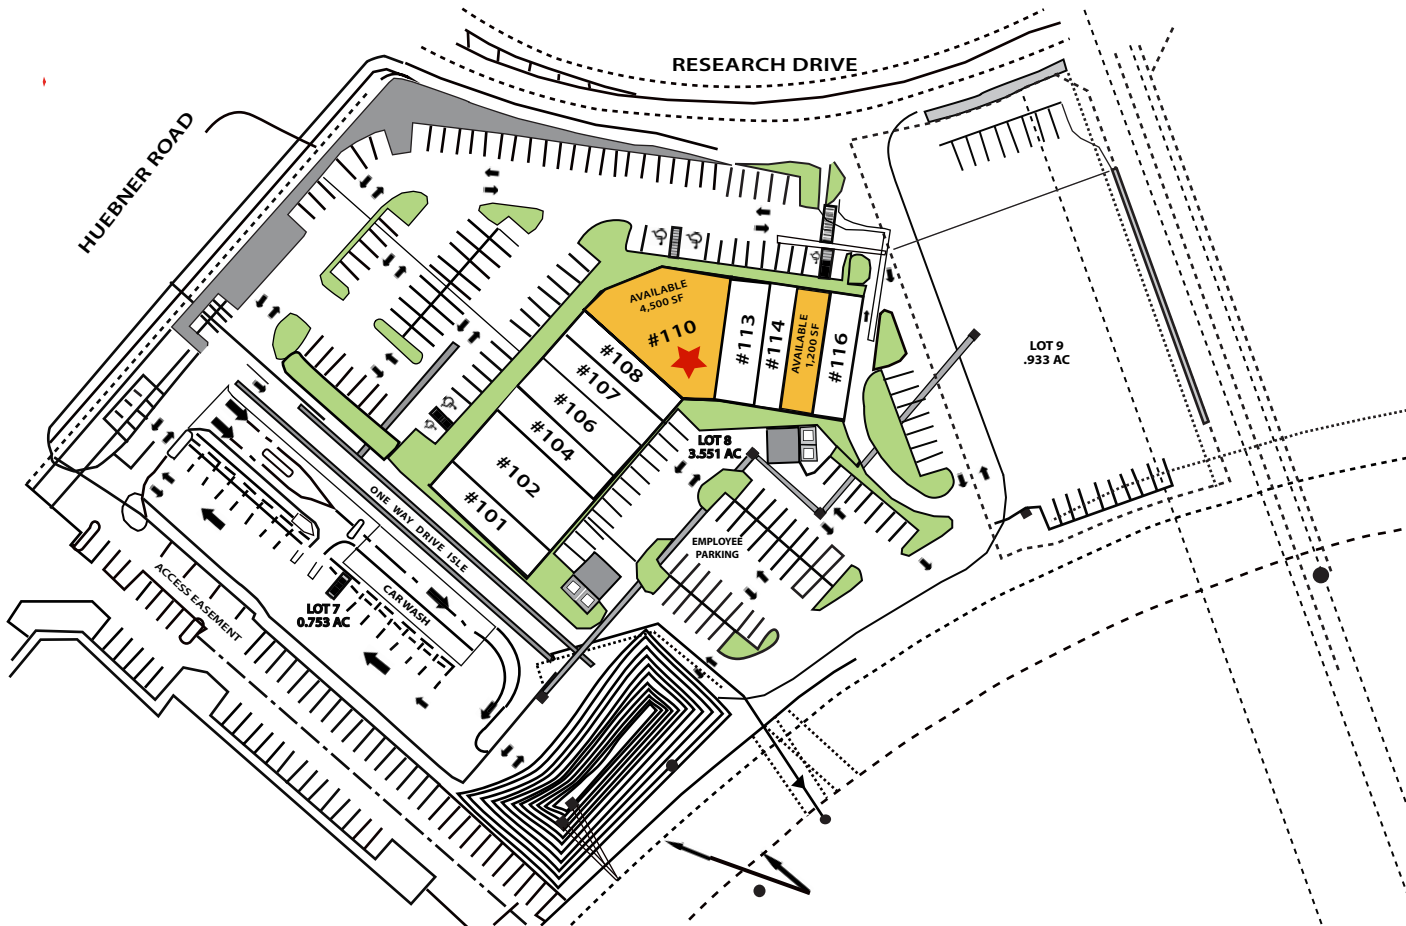 RESEARCH DRIVE
HUEBNER ROAD
AVAILABLE
4,500 SF
#110
#113
#114
AVAILABLE
1,200 SF
#116
#108
#107
#106
#104
#102
#101
LOT 9
.933 AC
LOT 8
3.551 AC
EMPLOYEE
PARKING
ONE WAY DRIVE ISLE
CAR WASH
ACCESS EASEMENT
LOT 7
0.753 AC